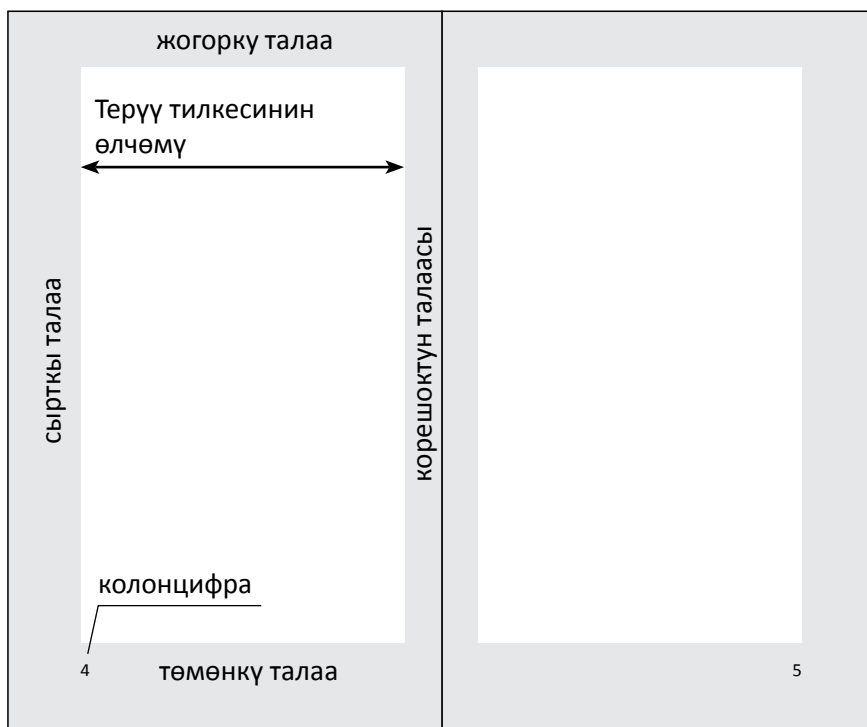 жогорку талаа
Терүү тилкесинин
өлчөмү
сырткы талаа
корешоктун талаасы
колонцифра
4
төмөнкү талаа
5